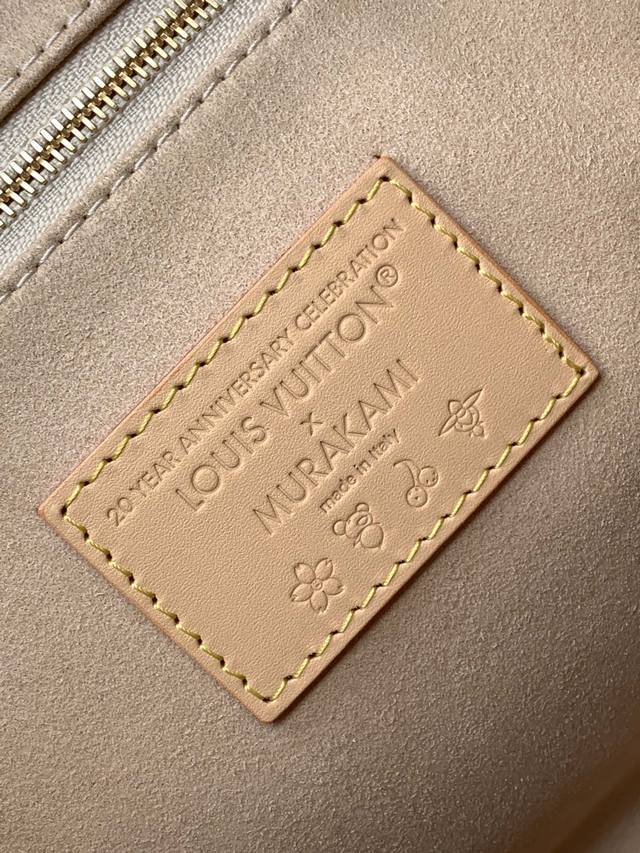 20 YEAR ANNIVERSARY CELEBRATION
LOUIS VUITTON®
×
MURAKAMI
made in Italy